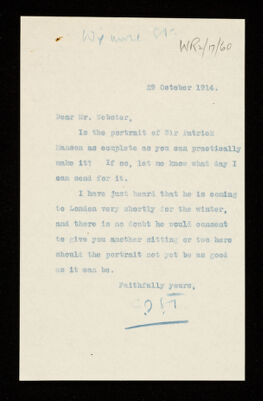 WR2/17/60
29 October 1914.
Dear Mr. Webster,
Is the portrait of Sir Patrick
Manson as complete as you can practically
make it? If so, let me know what day I
can send for it.
I have just heard that he is coming
to London very shortly for the winter,
and there is no doubt he would consent
to give you another sitting or two here
should the portrait not yet be as good
as it can be.
Faithfully yours,